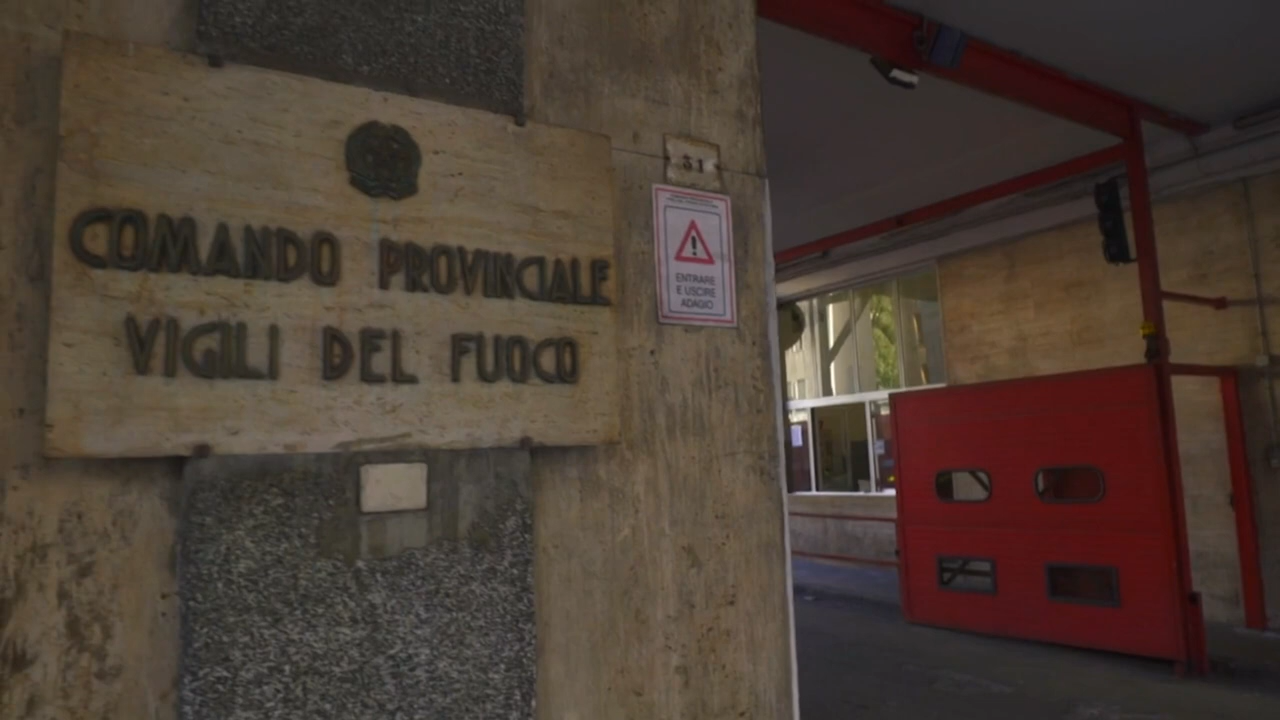 COMANDO PROVINCIALE
VIGILI DEL FUOCO
31
ENTRARE
E USCIRE
ADAGIO